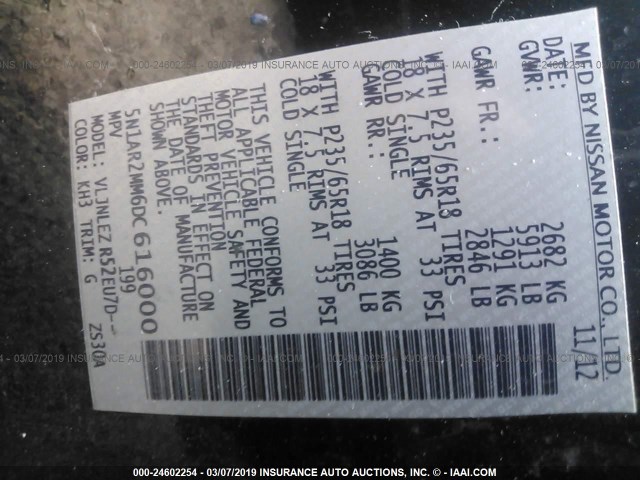 MFD BY NISSAN MOTOR CO., LTD.
DATE: 11/12
GVWR: 2682 KG
5913 LB
GAWR FR.: 1291 KG
2846 LB
WITH P235/65R18 TIRES
18 X 7.5 RIMS AT 33 PSI
COLD SINGLE
GAWR RR.: 1400 KG
3086 LB
WITH P235/65R18 TIRES
18 X 7.5 RIMS AT 33 PSI
COLD SINGLE
THIS VEHICLE CONFORMS TO
ALL APPLICABLE FEDERAL
MOTOR VEHICLE SAFETY AND
THEFT PREVENTION
STANDARDS IN EFFECT ON
THE DATE OF MANUFACTURE
SHOWN ABOVE.
5N1AR2MM6DC616000
MPV 199
MODEL: VLJNLEZ R52EU7D--
COLOR: KH3 TRIM: G ZS30A
000-24602254 - 03/07/2019 INSURANCE AUTO AUCTIONS, INC. - © - IAAI.COM